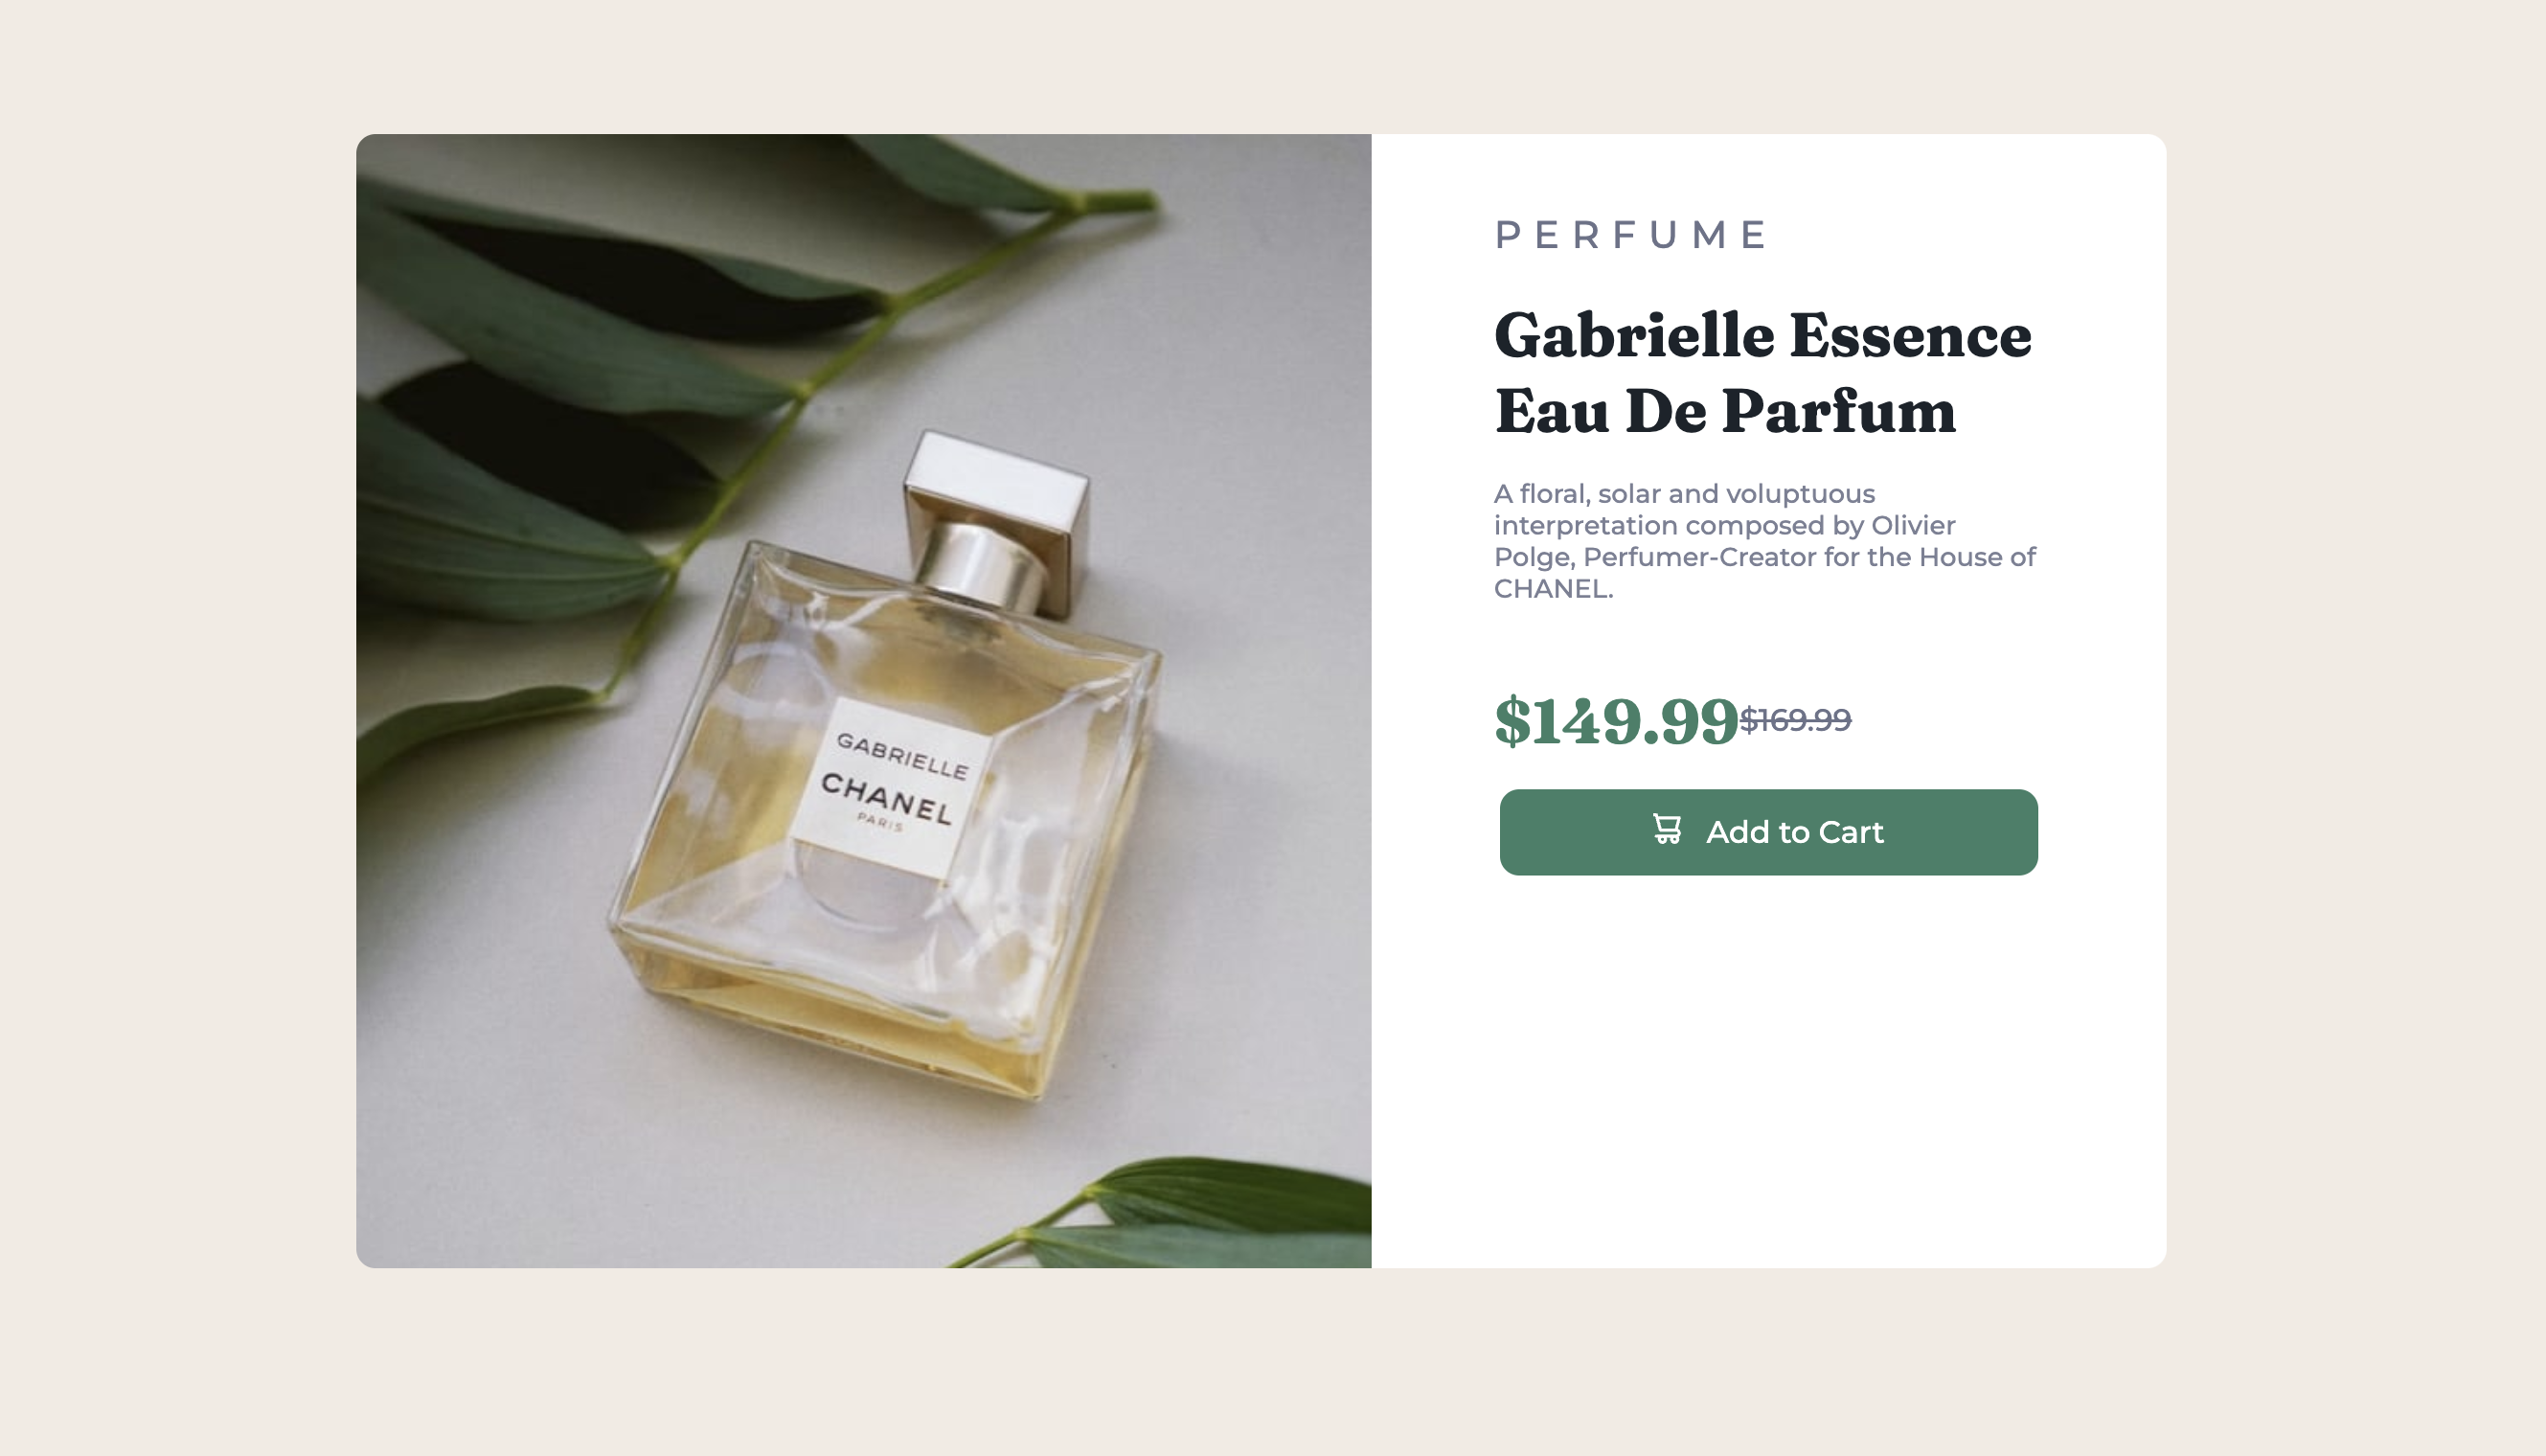 GABRIELLE
CHANEL
PARIS
PERFUME
Gabrielle Essence
Eau De Parfum
A floral, solar and voluptuous
interpretation composed by Olivier
Polge, Perfumer-Creator for the House of
CHANEL.
$149.99 $169.99
Add to Cart